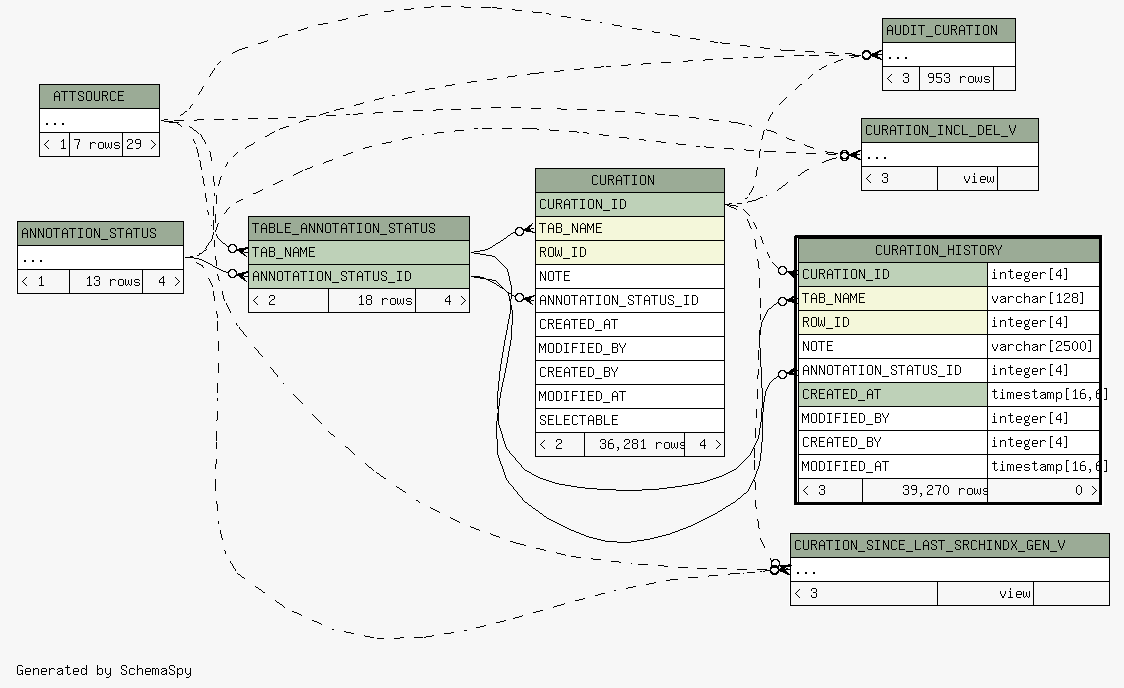 AUDIT_CURATION
...
< 3 953 rows
ATTSOURCE
...
< 1 7 rows 29 >
CURATION_INCL_DEL_V
...
< 3 view
CURATION
CURATION_ID
TAB_NAME
ROW_ID
NOTE
ANNOTATION_STATUS_ID
CREATED_AT
MODIFIED_BY
CREATED_BY
MODIFIED_AT
SELECTABLE
< 2 36,281 rows 4 >
ANNOTATION_STATUS
...
< 1 13 rows 4 >
TABLE_ANNOTATION_STATUS
TAB_NAME
ANNOTATION_STATUS_ID
< 2 18 rows 4 >
CURATION_HISTORY
CURATION_ID integer[4]
TAB_NAME varchar[128]
ROW_ID integer[4]
NOTE varchar[2500]
ANNOTATION_STATUS_ID integer[4]
CREATED_AT timestamp[16,6]
MODIFIED_BY integer[4]
CREATED_BY integer[4]
MODIFIED_AT timestamp[16,6]
< 3 39,270 rows 0 >
CURATION_SINCE_LAST_SRCHINDX_GEN_V
...
< 3 view
Generated by SchemaSpy